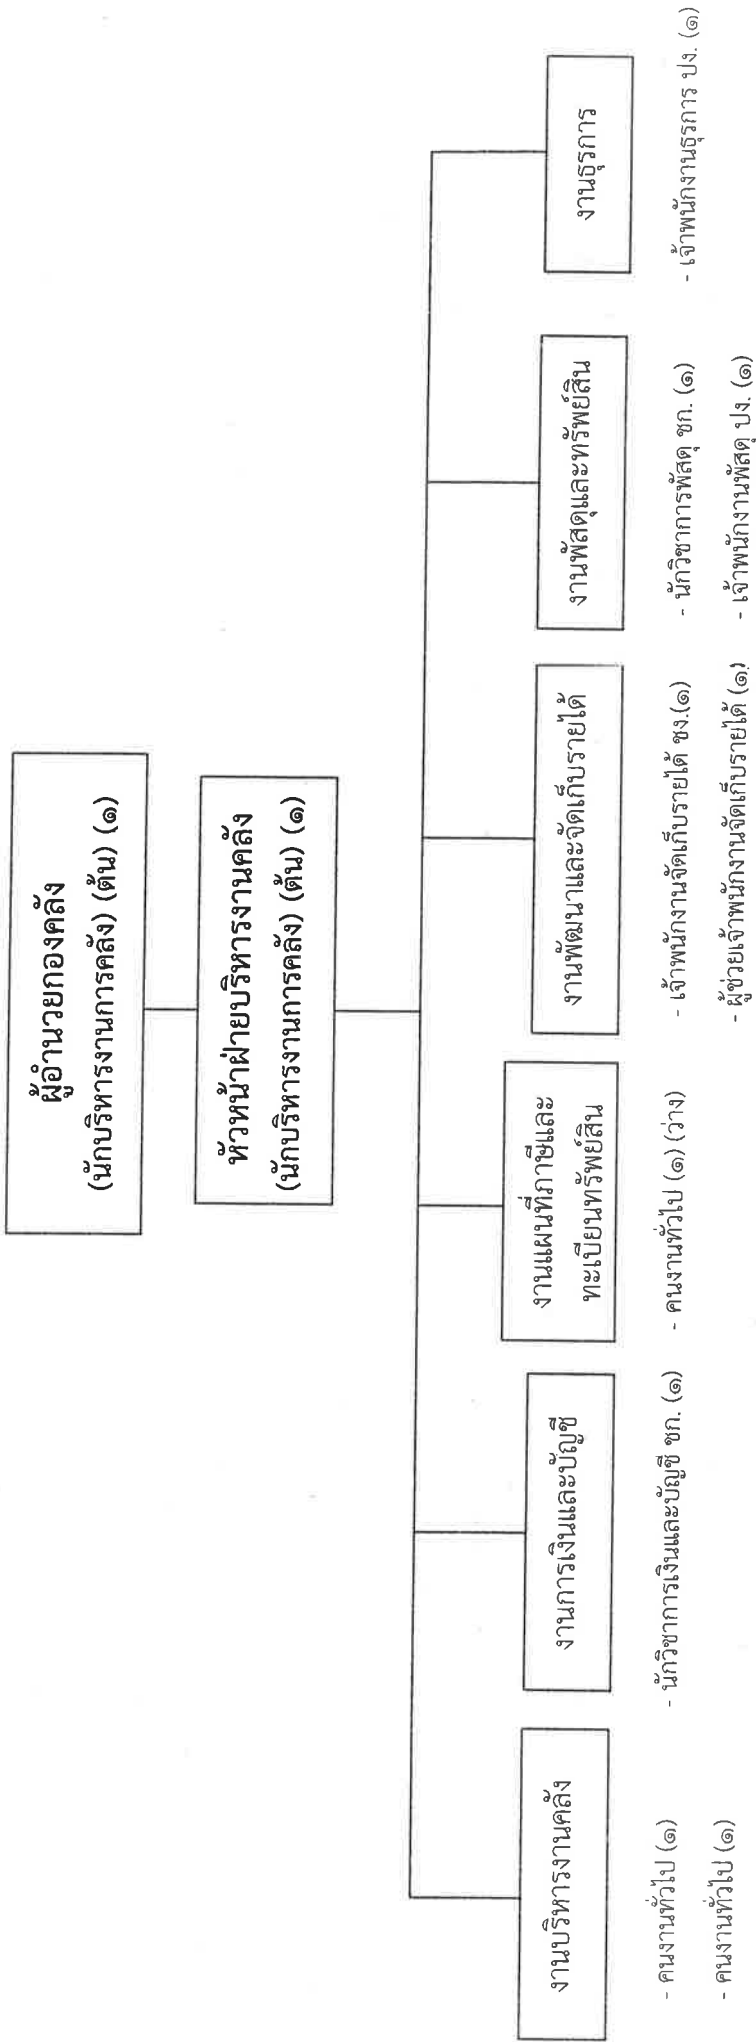 ผู้อำนวยกองคลัง
(นักบริหารงานการคลัง) (ต้น) (๑)
หัวหน้าฝ่ายบริหารงานคลัง
(นักบริหารงานการคลัง) (ต้น) (๑)
งานบริหารงานคลัง
- คนงานทั่วไป (๑)
- คนงานทั่วไป (๑)
งานการเงินและบัญชี
- นักวิชาการเงินและบัญชี ชก. (๑)
งานแผนที่ภาษีและ
ทะเบียนทรัพย์สิน
- คนงานทั่วไป (๑) (ว่าง)
งานพัฒนาและจัดเก็บรายได้
- เจ้าพนักงานจัดเก็บรายได้ ชง.(๑)
- ผู้ช่วยเจ้าพนักงานจัดเก็บรายได้ (๑)
งานพัสดุและทรัพย์สิน
- นักวิชาการพัสดุ ชก. (๑)
- เจ้าพนักงานพัสดุ ปง. (๑)
งานธุรการ
- เจ้าพนักงานธุรการ ปง. (๑)